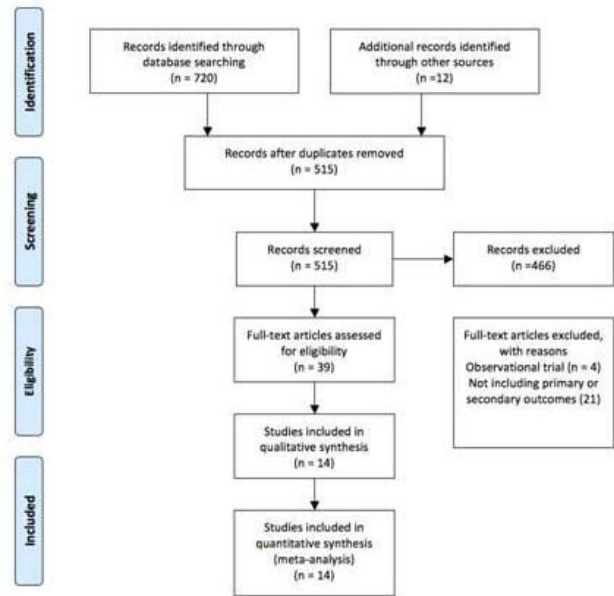 Identification
Records identified through
database searching
(n = 720)
Additional records identified
through other sources
(n =12)
Records after duplicates removed
(n = 515)
Screening
Records screened
(n = 515)
Records excluded
(n =466)
Eligibility
Full-text articles assessed
for eligibility
(n = 39)
Full-text articles excluded,
with reasons
Observational trial (n = 4)
Not including primary or
secondary outcomes (21)
Studies included in
qualitative synthesis
(n = 14)
Included
Studies included in
quantitative synthesis
(meta-analysis)
(n = 14)